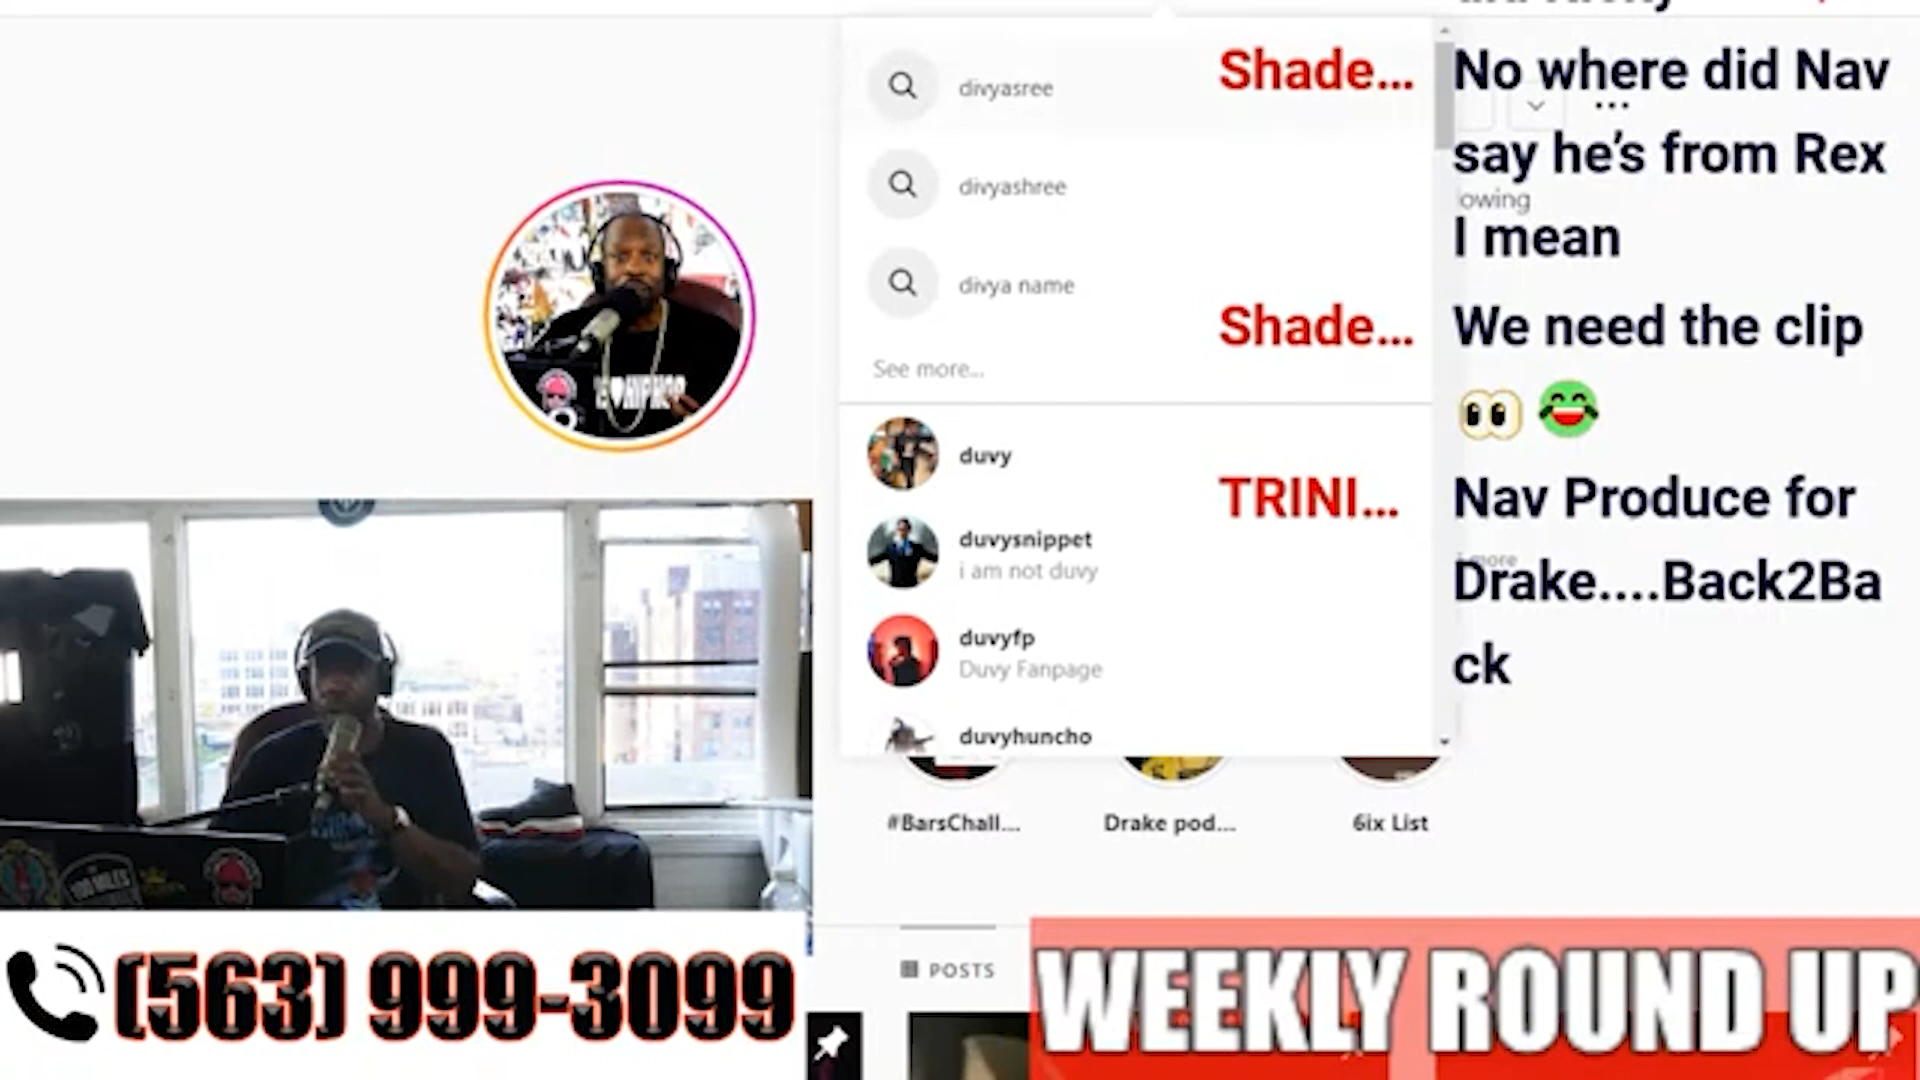 divyasree
divyashree
divya name
See more...
duvy
duvysnippet
i am not duvy
duvyfp
Duvy Fanpage
duvyhuncho
Shade...
No where did Nav
say he's from Rex
I mean
Shade...
We need the clip
👀 😂
TRINI...
Nav Produce for
Drake....Back2Ba
ck
owing
more
#BarsChall...
Drake pod...
6ix List
POSTS
(563) 999-3099
WEEKLY ROUND UP